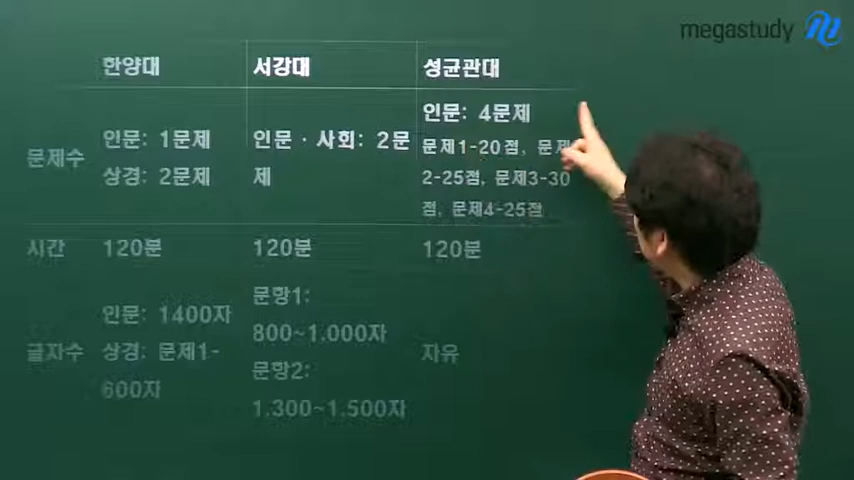 megastudy
한양대 서강대 성균관대
인문: 4문제
문제수 인문: 1문제 인문 · 사회: 2문 문제1-20점, 문제
상경: 2문제 제 2-25점, 문제3-30
점, 문제4-25점
시간 120분 120분 120분
문항1:
인문: 1400자
800~1.000자
글자수 상경: 문제1- 자유
문항2:
600자
1.300~1.500자